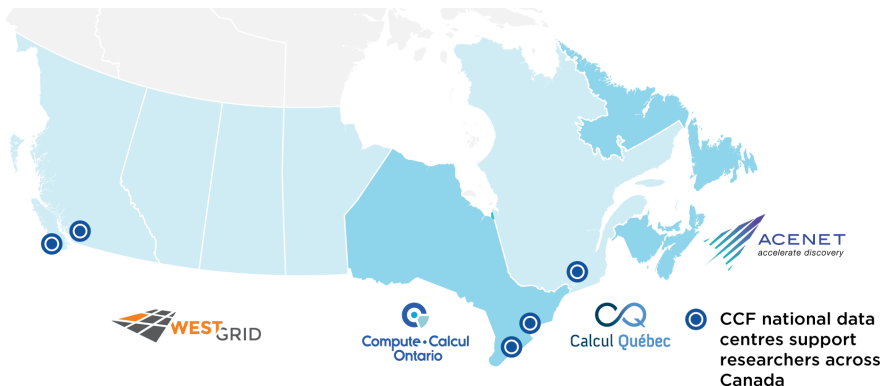 ACENET
accelerate discovery
WESTGRID
Compute • Calcul
Ontario
Calcul Québec
CCF national data
centres support
researchers across
Canada